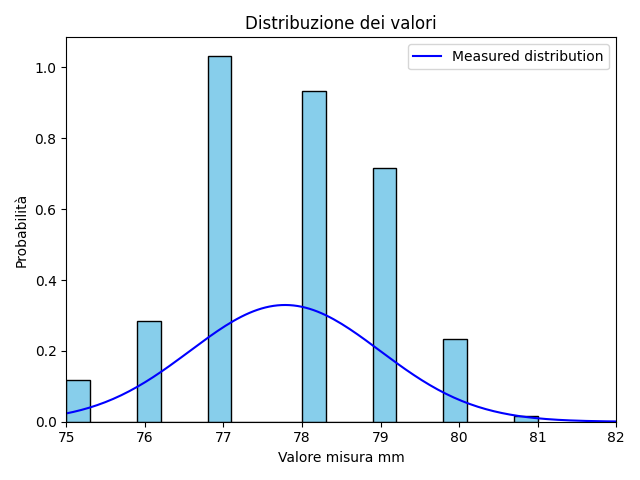 Distribuzione dei valori
Measured distribution
Probabilità
1.0
0.8
0.6
0.4
0.2
0.0
75 76 77 78 79 80 81 82
Valore misura mm